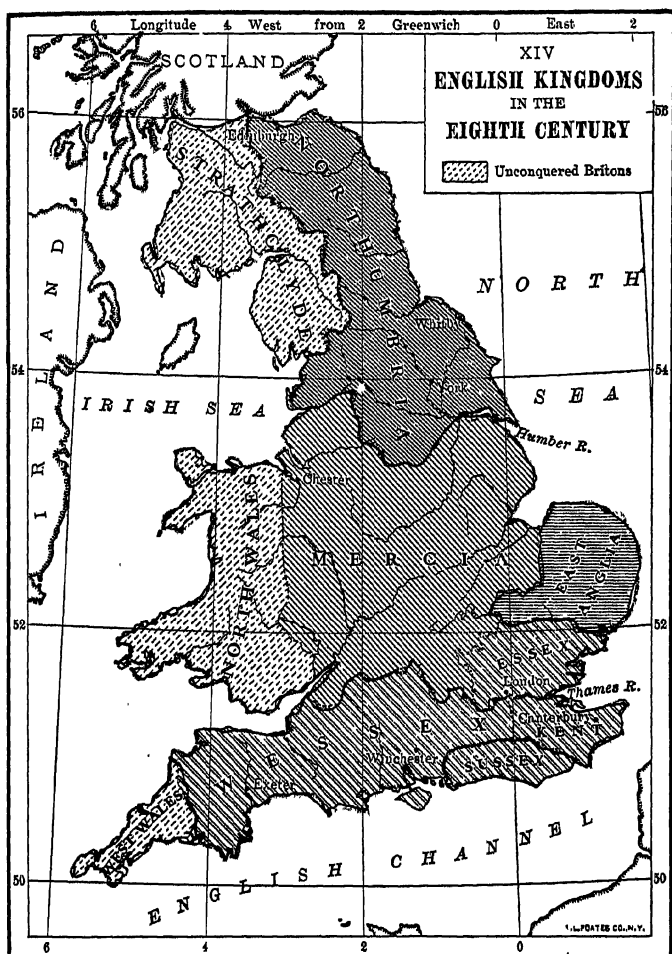 6 Longitude 4 West from 2 Greenwich 0 East 2
XIV
ENGLISH KINGDOMS
IN THE
EIGHTH CENTURY
Unconquered Britons
SCOTLAND
56
56
Edinburgh
STRATHCLYDE
NORTHUMBRIA
NORTH
SEA
IRELAND
Whitby
54
54
York
IRISH SEA
Humber R.
Chester
MERCIA
NORTH WALES
EAST
ANGLIA
52
52
ESSEX
London
Thames R.
Canterbury
KENT
WESSEX
Winchester
SUSSEX
Exeter
WEST WALES
50
50
ENGLISH CHANNEL
POATES CO., N.Y.
6 4 2 0